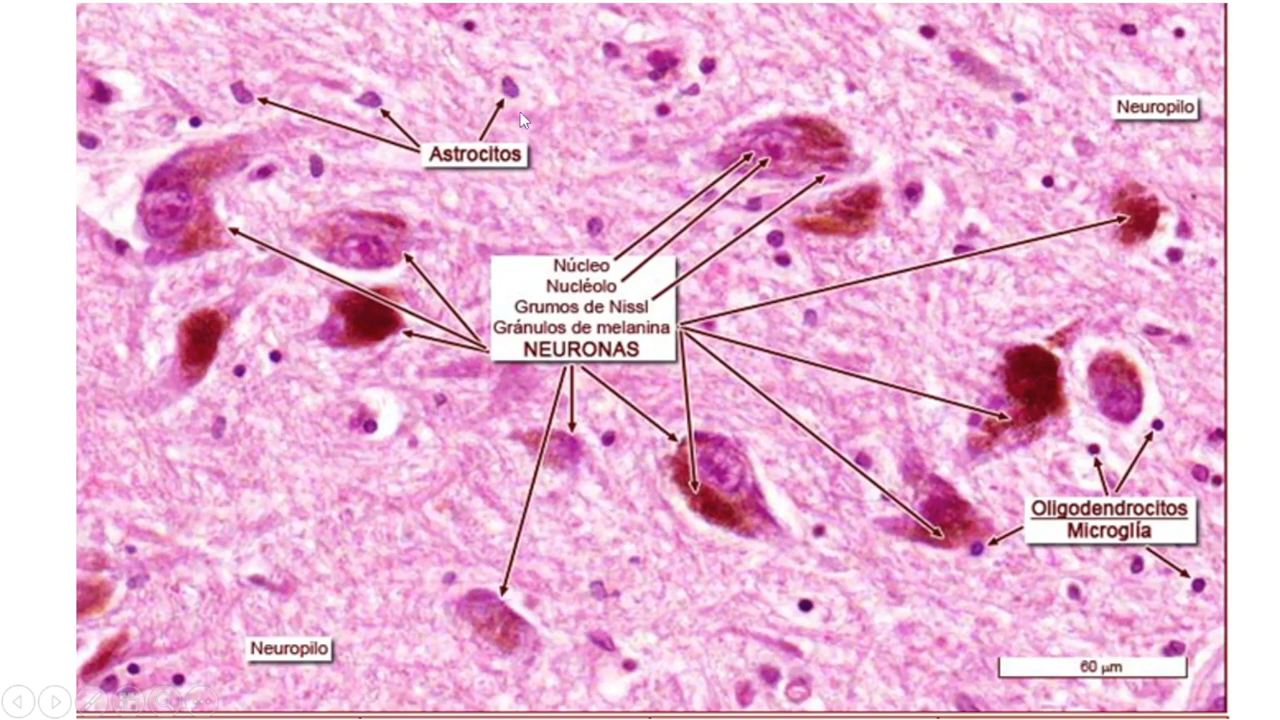 Neuropilo
Astrocitos
Núcleo
Nucléolo
Grumos de Nissl
Gránulos de melanina
NEURONAS
Oligodendrocitos
Microglía
Neuropilo
60 µm